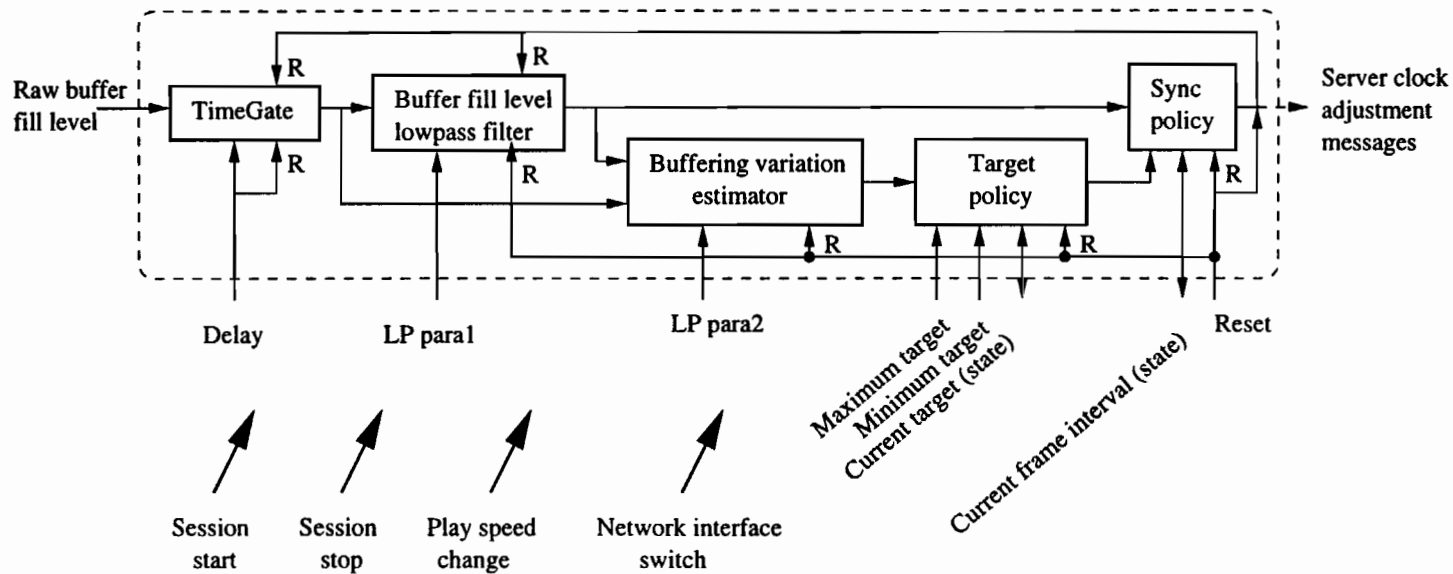 Raw buffer
fill level
TimeGate
R
R
Buffer fill level
lowpass filter
R
R
Buffering variation
estimator
R
Target
policy
R
Sync
policy
R
Server clock
adjustment
messages
Delay
LP para1
LP para2
Maximum target
Minimum target
Current target (state)
Current frame interval (state)
Reset
Session
start
Session
stop
Play speed
change
Network interface
switch